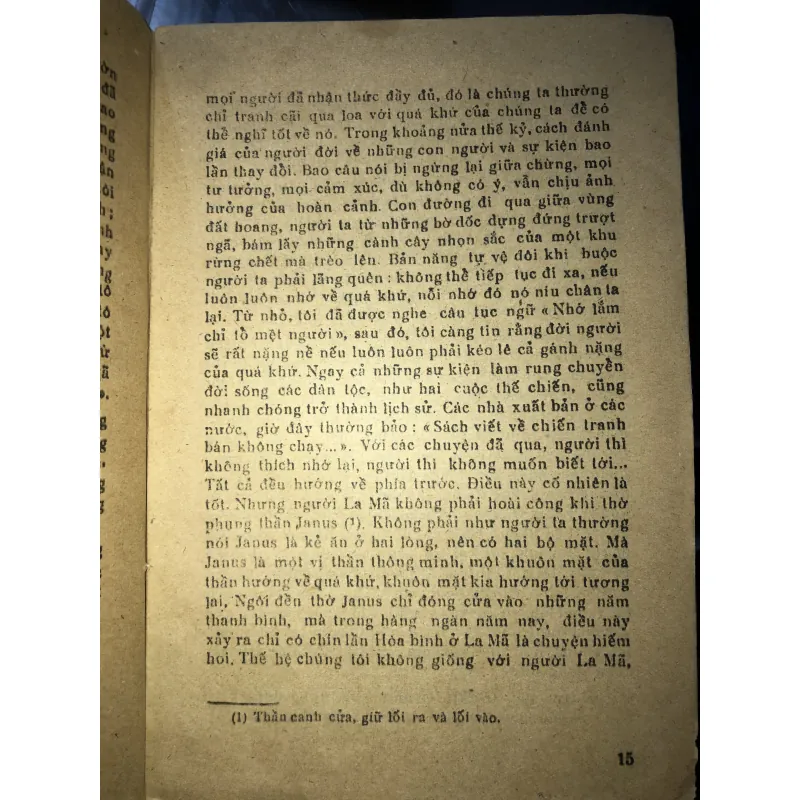 mọi người đã nhận thức đầy đủ, đó là chúng ta thường
chỉ tranh cãi qua loa với quá khứ của chúng ta để có
thể nghĩ tốt về nó. Trong khoảng nửa thế kỷ, cách đánh
giá của người đời về những con người và sự kiện bao
lần thay đổi. Bao câu nói bị ngừng lại giữa chừng, mọi
tư tưởng, mọi cảm xúc, dù không có ý, vẫn chịu ảnh
hưởng của hoàn cảnh. Con đường đi qua giữa vùng
đất hoang, người ta từ những bờ dốc dựng đứng trượt
ngã, bám lấy những cành cây nhọn sắc của một khu
rừng chết mà trèo lên. Bản năng tự vệ đôi khi buộc
người ta phải lãng quên : không thể tiếp tục đi xa, nếu
luôn luôn nhớ về quá khứ, nỗi nhớ đó nó níu chân ta
lại. Từ nhỏ, tôi đã được nghe câu tục ngữ « Nhớ lắm
chỉ tổ mệt người», sau đó, tôi càng tin rằng đời người
sẽ rất nặng nề nếu luôn luôn phải kéo lê cả gánh nặng
của quá khứ. Ngay cả những sự kiện làm rung chuyển
đời sống các dân tộc, như hai cuộc thế chiến, cũng
nhanh chóng trở thành lịch sử. Các nhà xuất bản ở các
nước, giờ đây thường bảo : «Sách viết về chiến tranh
bán không chạy...». Với các chuyện đã qua, người thì
không thích nhớ lại, người thì không muốn biết tới...
Tất cả đều hướng về phía trước. Điều này cố nhiên là
tốt. Nhưng người La Mã không phải hoài công khi thờ
phụng thần Janus (¹). Không phải như người ta thường
nói Janus là kẻ ăn ở hai lòng, nên có hai bộ mặt. Mà
Janus là một vị thần thông minh, một khuôn mặt của
thần hướng về quá khứ, khuôn mặt kia hướng tới tương
lai. Ngôi đền thờ Janus chỉ đóng cửa vào những năm
thanh bình, mà trong hàng ngàn năm nay, điều này
xảy ra chỉ có chín lần Hòa bình ở La Mã là chuyện hiếm
hoi. Thế hệ chúng tôi không giống với người La Mã,
(1) Thần canh cửa, giữ lối ra và lối vào.
15